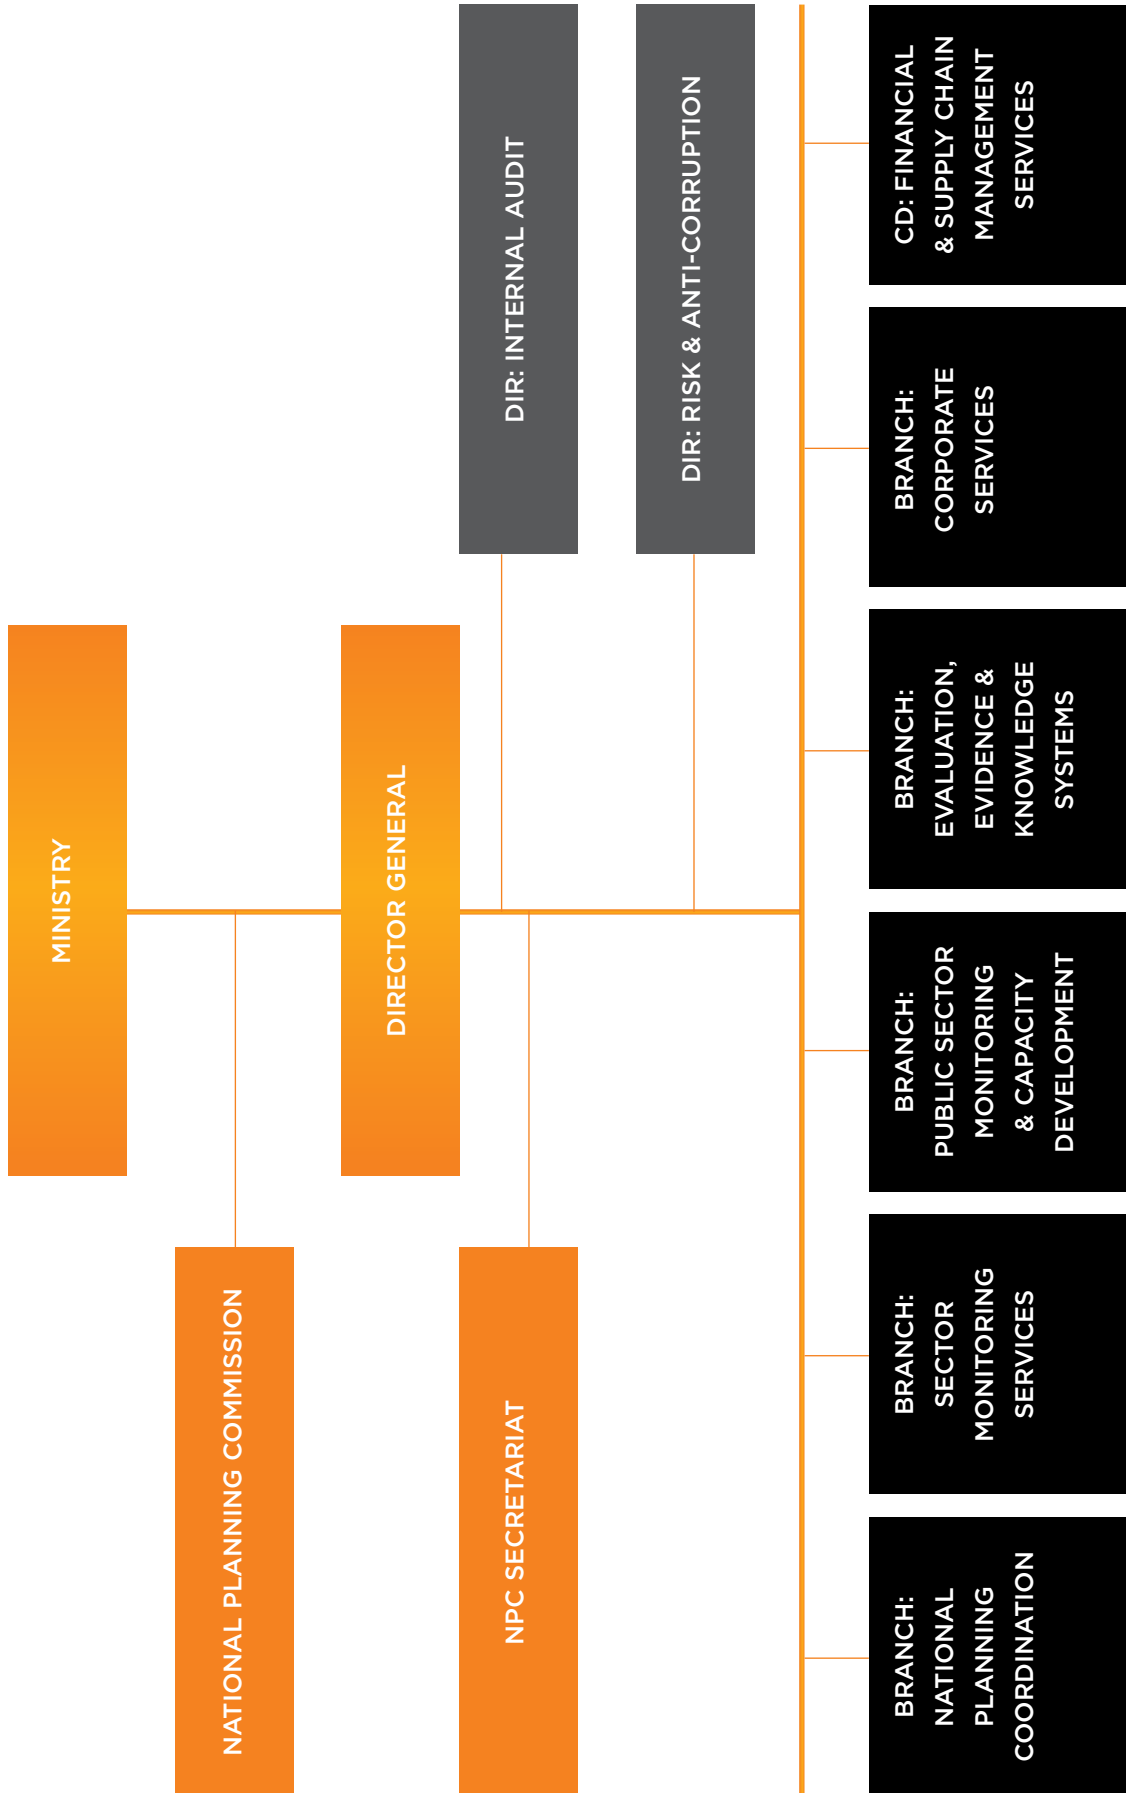 MINISTRY
NATIONAL PLANNING COMMISSION
DIRECTOR GENERAL
NPC SECRETARIAT
DIR: INTERNAL AUDIT
DIR: RISK & ANTI-CORRUPTION
BRANCH:
NATIONAL
PLANNING
COORDINATION
BRANCH:
SECTOR
MONITORING
SERVICES
BRANCH:
PUBLIC SECTOR
MONITORING
& CAPACITY
DEVELOPMENT
BRANCH:
EVALUATION,
EVIDENCE &
KNOWLEDGE
SYSTEMS
BRANCH:
CORPORATE
SERVICES
CD: FINANCIAL
& SUPPLY CHAIN
MANAGEMENT
SERVICES